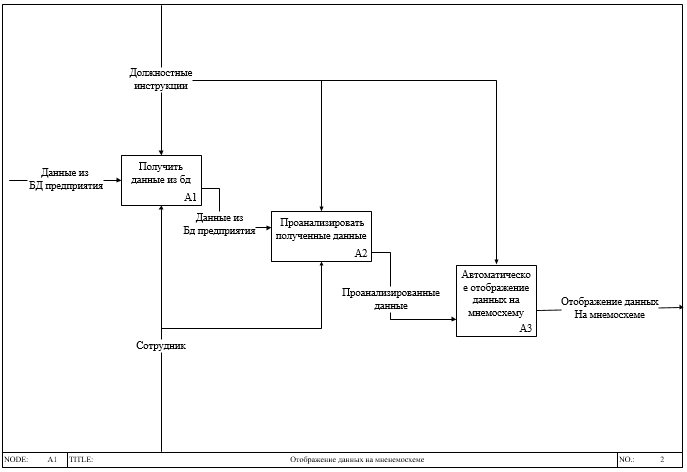 Должностные
инструкции
Данные из
БД предприятия
Получить
данные из бд
A1
Данные из
Бд предприятия
Проанализировать
полученные данные
A2
Проанализированные
данные
Автоматическо
е отображение
данных на
мнемосхему
A3
Отображение данных
На мнемосхеме
Сотрудник
NODE: A1 TITLE: Отображение данных на мненемосхеме NO.: 2